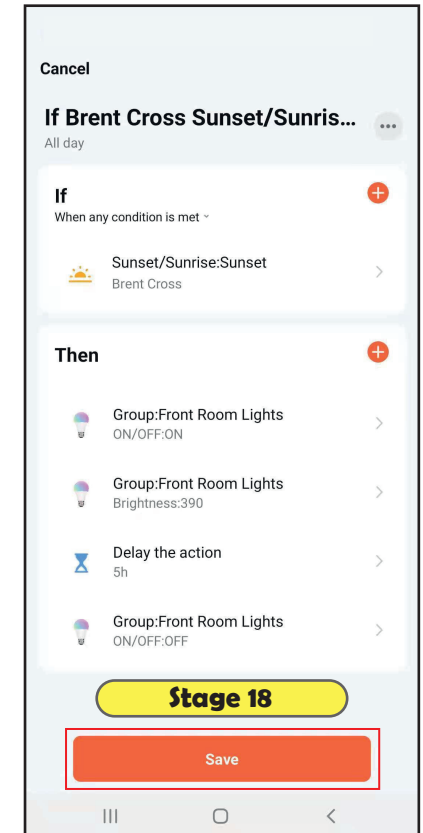 Cancel
If Brent Cross Sunset/Sunris...
All day
If
When any condition is met
Sunset/Sunrise:Sunset
Brent Cross
Then
Group:Front Room Lights
ON/OFF:ON
Group:Front Room Lights
Brightness:390
Delay the action
5h
Group:Front Room Lights
ON/OFF:OFF
Stage 18
Save